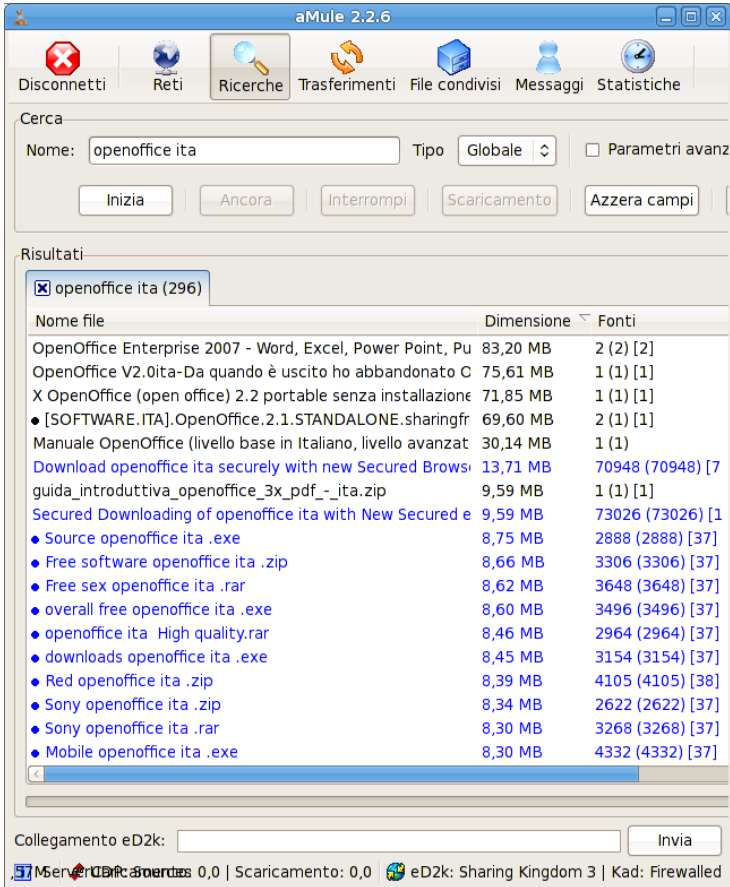 aMule 2.2.6
Disconnetti Reti Ricerche Trasferimenti File condivisi Messaggi Statistiche
Cerca
Nome: openoffice ita Tipo Globale Parametri avanz
Inizia Ancora Interrompi Scaricamento Azzera campi
Risultati
openoffice ita (296)
Nome file Dimensione Fonti
OpenOffice Enterprise 2007 - Word, Excel, Power Point, Pu 83,20 MB 2 (2) [2]
OpenOffice V2.0ita-Da quando è uscito ho abbandonato O 75,61 MB 1 (1) [1]
X OpenOffice (open office) 2.2 portable senza installazione 71,85 MB 1 (1) [1]
[SOFTWARE.ITA].OpenOffice.2.1.STANDALONE.sharingfr 69,60 MB 2 (1) [1]
Manuale OpenOffice (livello base in Italiano, livello avanzat 30,14 MB 1 (1)
Download openoffice ita securely with new Secured Browse 13,71 MB 70948 (70948) [7
guida_introduttiva_openoffice_3x_pdf_-_ita.zip 9,59 MB 1 (1) [1]
Secured Downloading of openoffice ita with New Secured e 9,59 MB 73026 (73026) [1
Source openoffice ita .exe 8,75 MB 2888 (2888) [37]
Free software openoffice ita .zip 8,66 MB 3306 (3306) [37]
Free sex openoffice ita .rar 8,62 MB 3648 (3648) [37]
overall free openoffice ita .exe 8,60 MB 3496 (3496) [37]
openoffice ita  High quality.rar 8,46 MB 2964 (2964) [37]
downloads openoffice ita .exe 8,45 MB 3154 (3154) [37]
Red openoffice ita .zip 8,39 MB 4105 (4105) [38]
Sony openoffice ita .zip 8,34 MB 2622 (2622) [37]
Sony openoffice ita .rar 8,30 MB 3268 (3268) [37]
Mobile openoffice ita .exe 8,30 MB 4332 (4332) [37]
Collegamento eD2k: Invia
0,0 | Scaricamento: 0,0 eD2k: Sharing Kingdom 3 | Kad: Firewalled